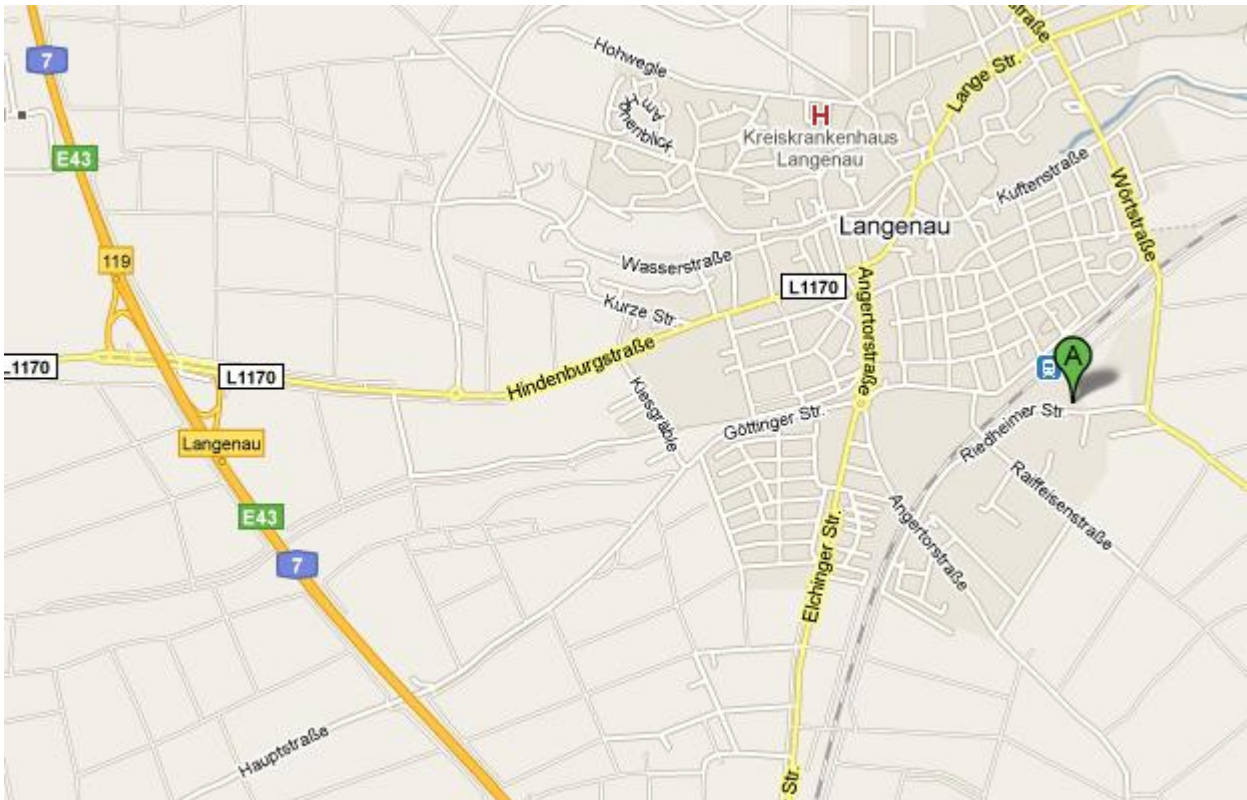 7
E43
119
L1170
L1170
Langenau
E43
7
Hauptstraße
Hohwegle
Am
H
Kreiskrankenhaus
Langenau
Lange Str.
Kuftenstraße
Wörtstraße
Langenau
Wasserstraße
Kurze Str.
L1170
Hindenburgstraße
Angertorstraße
Kiesgräble
Göttinger Str.
A
Riedheimer Str.
Raiffeisenstraße
Angertorstraße
Elchinger Str.
Str.